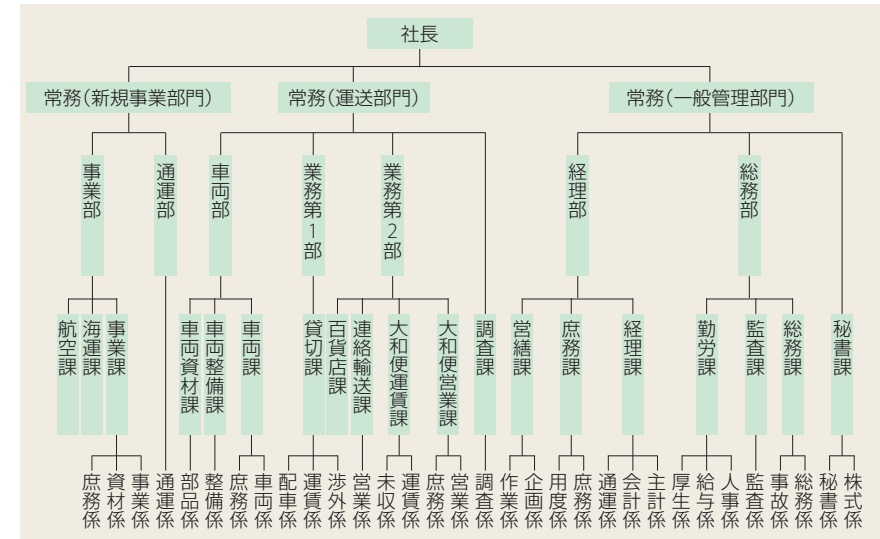 社長
常務(新規事業部門)
常務(運送部門)
常務(一般管理部門)
事業部
通運部
車両部
業務第1部
業務第2部
経理部
総務部
航空課
海運課
事業課
車両資材課
車両整備課
車両課
貸切課
百貨店課
連絡輸送課
大和便運賃課
大和便営業課
調査課
営繕課
庶務課
経理課
勤労課
監査課
総務課
秘書課
庶務係
資材係
事業係
通運係
部品係
整備係
庶務係
車両係
配車係
運賃係
渉外係
営業係
未収係
運賃係
庶務係
営業係
調査係
作業係
企画係
用度係
庶務係
通運係
会計係
主計係
厚生係
給与係
人事係
監査係
事故係
総務係
秘書係
株式係